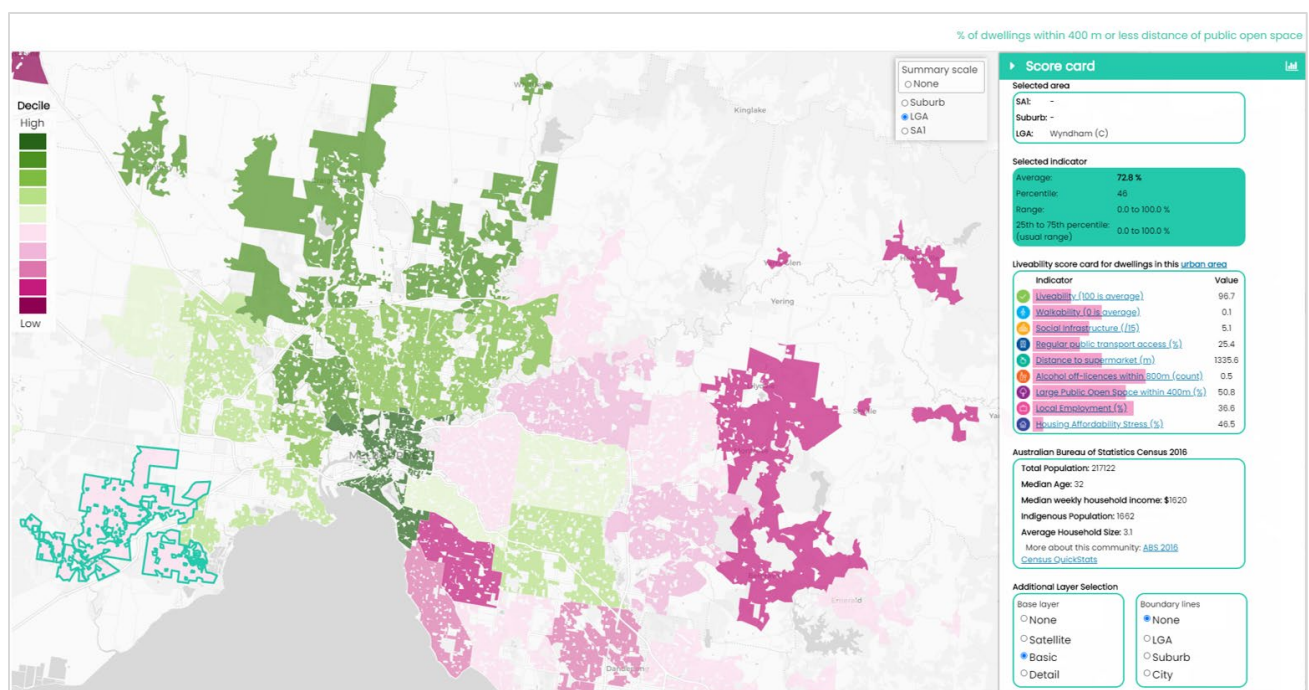 % of dwellings within 400 m or less distance of public open space
Summary scale
None
Suburb
LGA
SA1
Decile
High
Low
Kinglake
Yering
Dandenong
Emerald
Score card
Selected area
SA1: -
Suburb: -
LGA: Wyndham (C)
Selected Indicator
Average: 72.8 %
Percentile: 46
Range: 0.0 to 100.0 %
25th to 75th percentile: 0.0 to 100.0 %
(usual range)
Liveability score card for dwellings in this urban area
Indicator Value
Liveability (100 is average) 96.7
Walkability (0 is average) 0.1
Social Infrastructure (/15) 5.1
Regular public transport access (%) 25.4
Distance to supermarket (m) 1335.6
Alcohol off-licences within 800m (count) 0.5
Large Public Open Space within 400m (%) 50.8
Local Employment (%) 36.6
Housing Affordability Stress (%) 46.5
Australian Bureau of Statistics Census 2016
Total Population: 217122
Median Age: 32
Median weekly household income: $1620
Indigenous Population: 1662
Average Household Size: 3.1
More about this community: ABS 2016
Census QuickStats
Additional Layer Selection
Base layer
None
Satellite
Basic
Detail
Boundary lines
None
LGA
Suburb
City